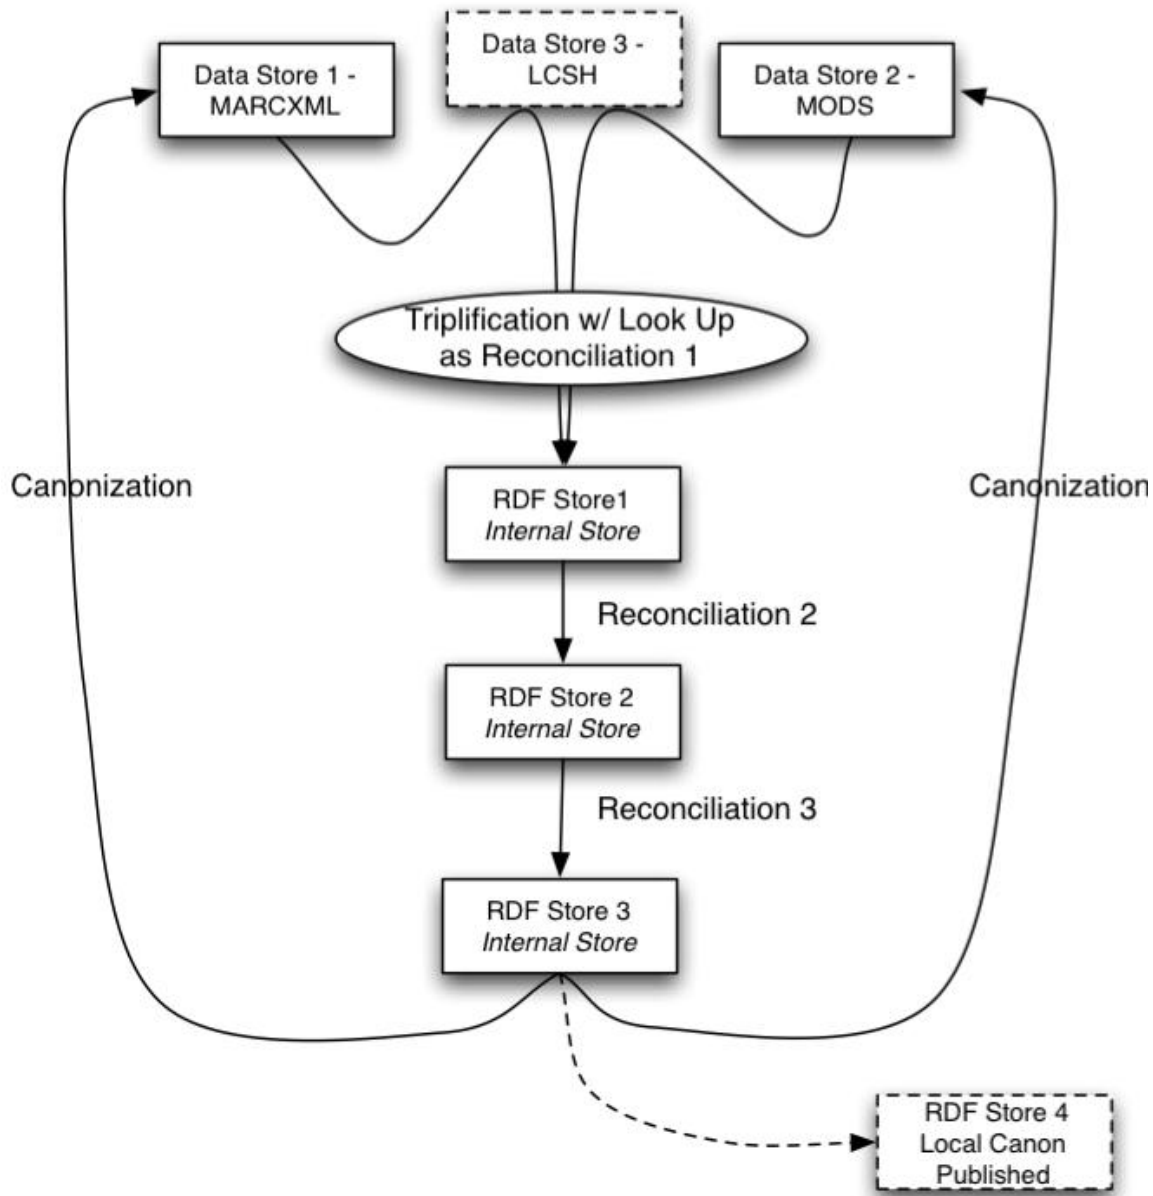 Data Store 1 -
MARCXML
Data Store 3 -
LCSH
Data Store 2 -
MODS
Triplification w/ Look Up
as Reconciliation 1
Canonization
Canonization
RDF Store1
Internal Store
Reconciliation 2
RDF Store 2
Internal Store
Reconciliation 3
RDF Store 3
Internal Store
RDF Store 4
Local Canon
Published